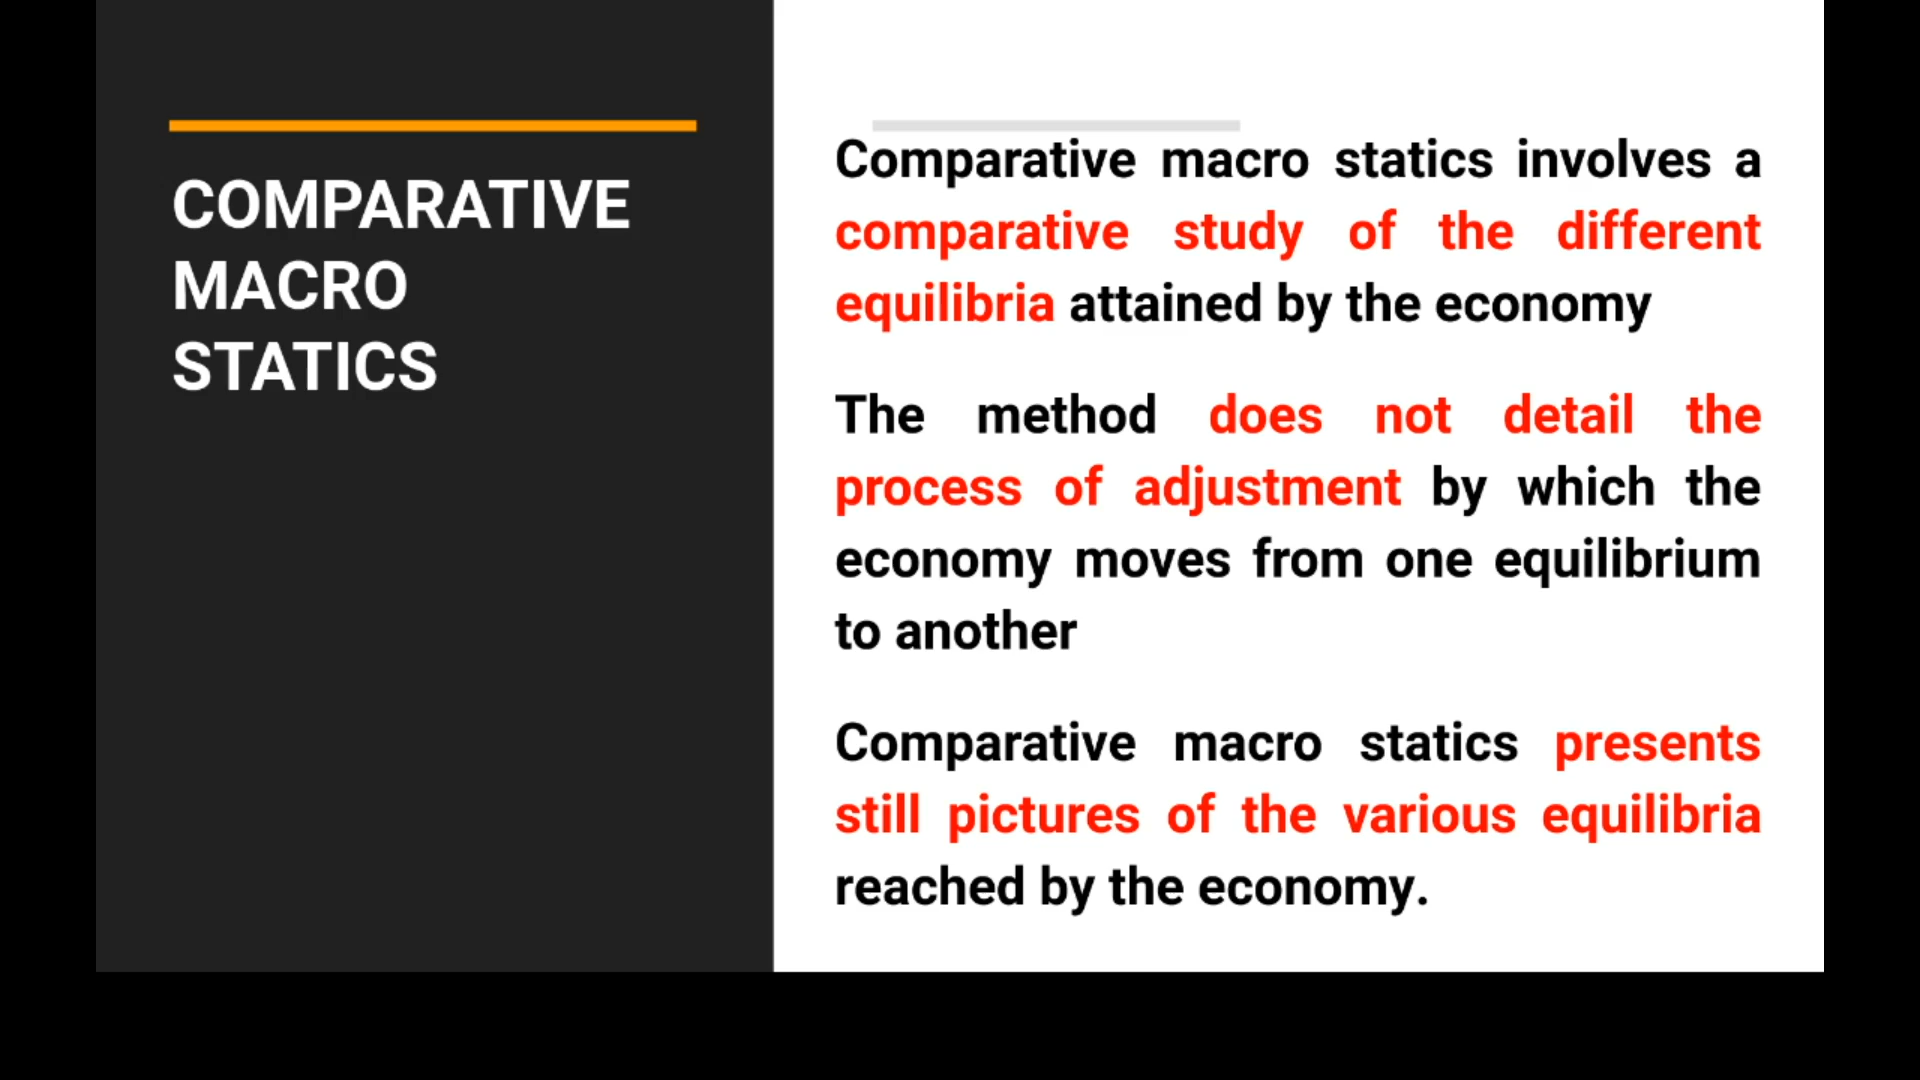 COMPARATIVE
MACRO
STATICS
Comparative macro statics involves a
comparative study of the different
equilibria attained by the economy
The method does not detail the
process of adjustment by which the
economy moves from one equilibrium
to another
Comparative macro statics presents
still pictures of the various equilibria
reached by the economy.